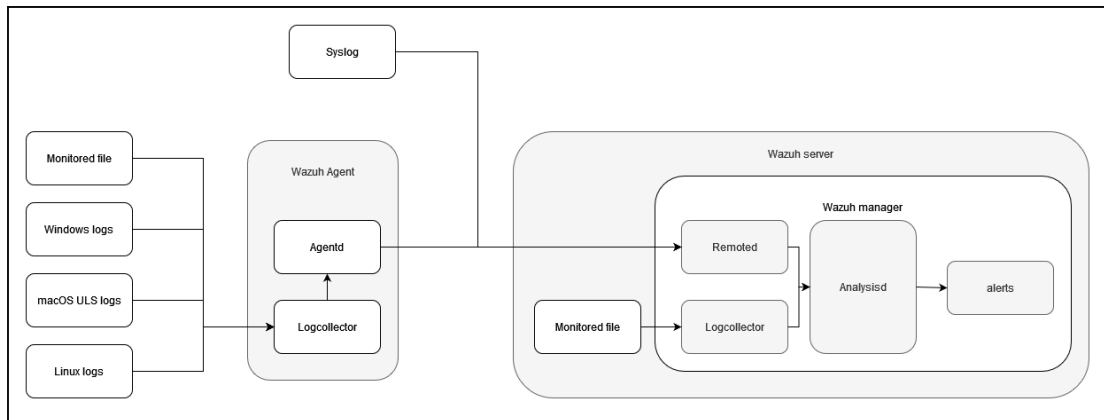 Syslog
Monitored file
Windows logs
macOS ULS logs
Linux logs
Wazuh Agent
Agentd
Logcollector
Wazuh server
Wazuh manager
Remoted
Monitored file
Logcollector
Analysisd
alerts